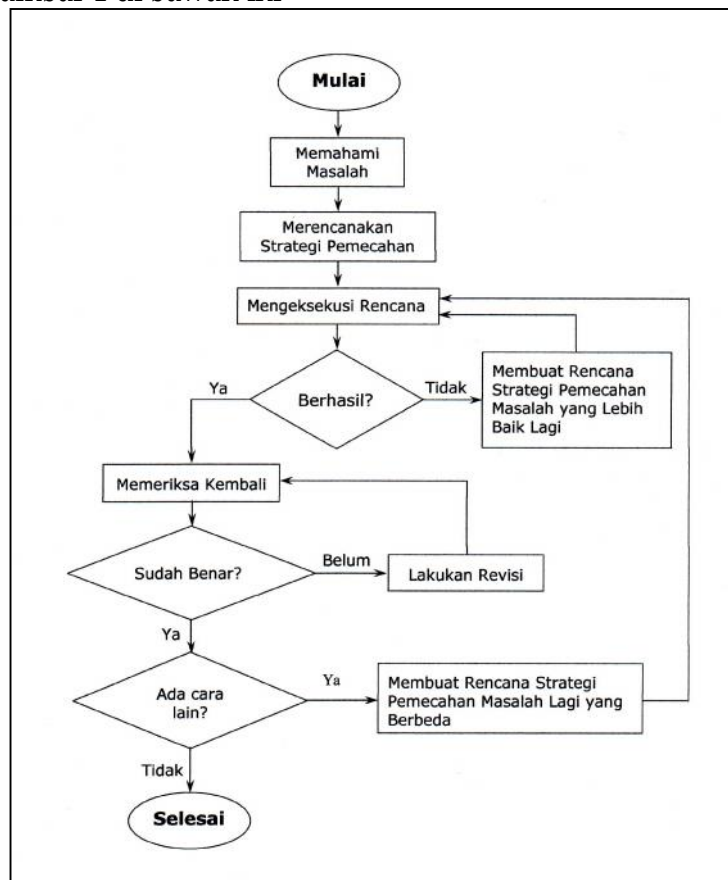 Mulai
Memahami
Masalah
Merencanakan
Strategi Pemecahan
Mengeksekusi Rencana
Berhasil?
Ya
Tidak
Membuat Rencana
Strategi Pemecahan
Masalah yang Lebih
Baik Lagi
Memeriksa Kembali
Sudah Benar?
Belum
Lakukan Revisi
Ya
Ada cara
lain?
Ya
Membuat Rencana Strategi
Pemecahan Masalah Lagi yang
Berbeda
Tidak
Selesai